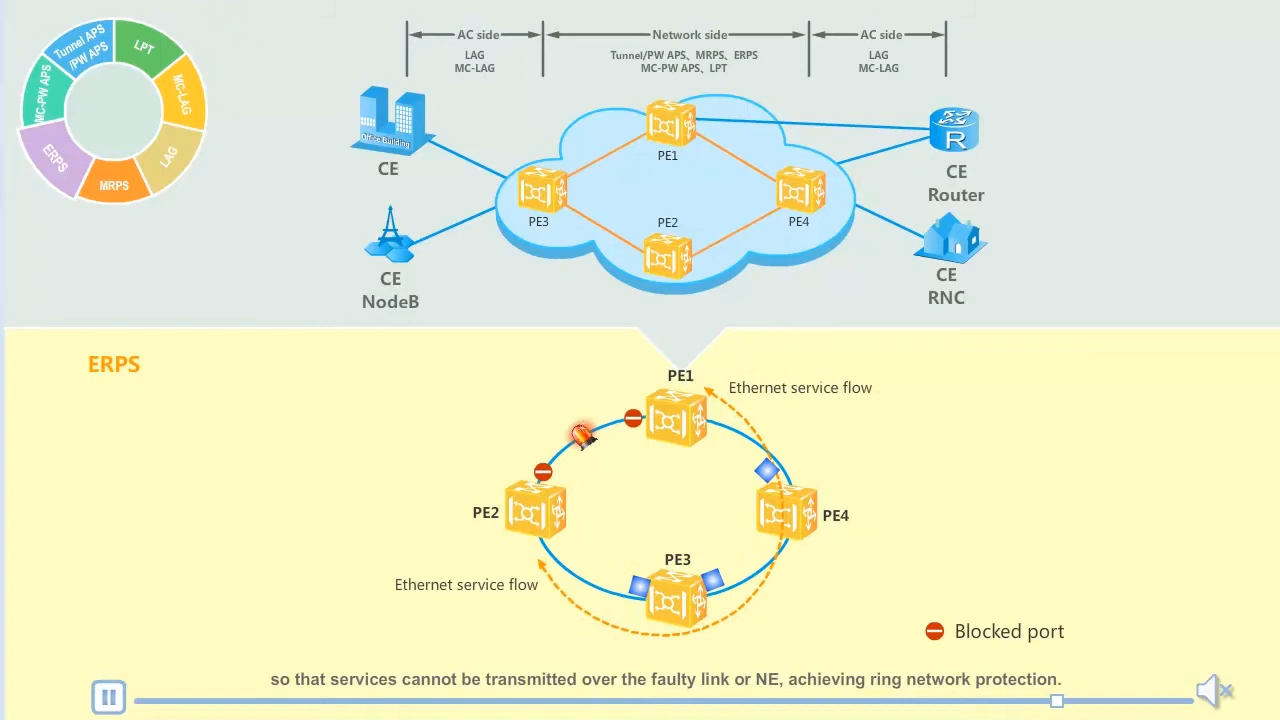 Tunnel APS
/PW APS
LPT
MC-LAG
LAG
MRPS
ERPS
MC-PW APS
AC side
Network side
AC side
LAG
MC-LAG
Tunnel/PW APS、MRPS、ERPS
MC-PW APS、LPT
LAG
MC-LAG
Office Building
CE
CE
NodeB
PE1
PE3
PE2
PE4
R
CE
Router
CE
RNC
ERPS
PE1
Ethernet service flow
PE2
PE4
PE3
Ethernet service flow
Blocked port
so that services cannot be transmitted over the faulty link or NE, achieving ring network protection.